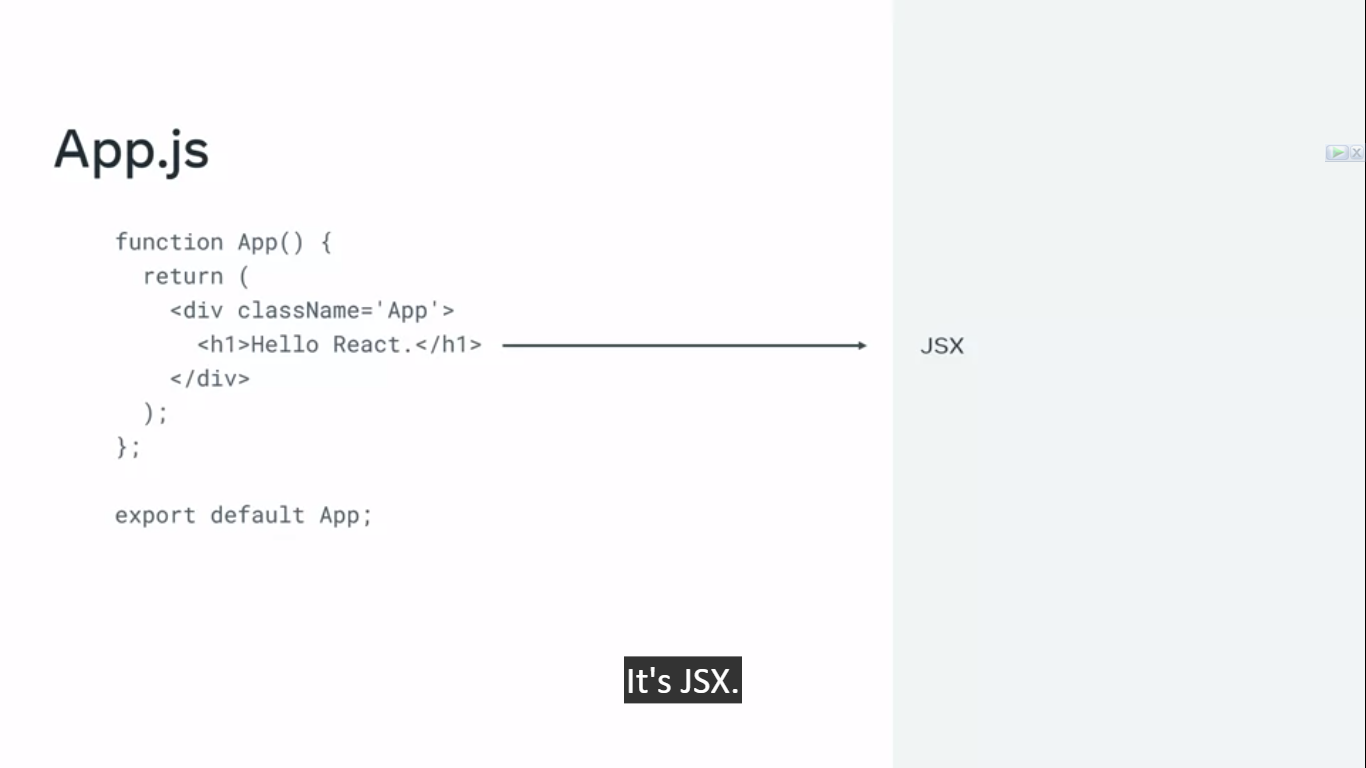 App.js
function App() {
  return (
    <div className='App'>
      <h1>Hello React.</h1>
    </div>
  );
};
export default App;
JSX
It's JSX.